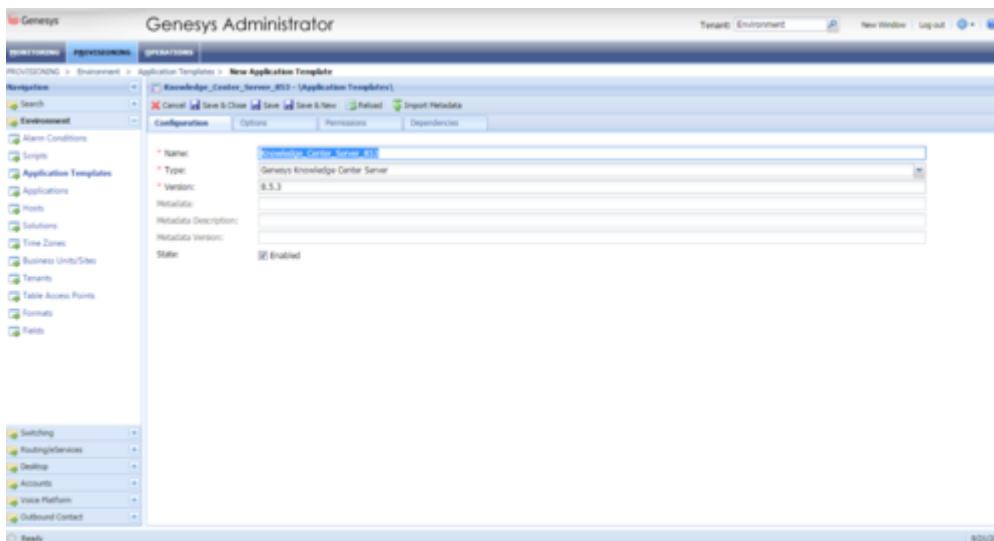 Genesys
Genesys Administrator
Tenant: Environment
New Window
Log out
MONITORING PROVISIONING OPERATIONS
PROVISIONING > Environment > Application Templates > New Application Template
Navigation
Knowledge_Center_Server_853 - \Application Templates\
Search
Cancel Save & Close Save Save & New Reload Import Metadata
Environment
Configuration Options Permissions Dependencies
Alarm Conditions
Scripts
Application Templates
Applications
Hosts
Solutions
Time Zones
Business Units/Sites
Tenants
Table Access Points
Formats
Fields
* Name: Knowledge_Center_Server_853
* Type: Genesys Knowledge Center Server
* Version: 8.5.3
Metadata:
Metadata Description:
Metadata Version:
State: Enabled
Switching
Routing/eServices
Desktop
Accounts
Voice Platform
Outbound Contact
Ready